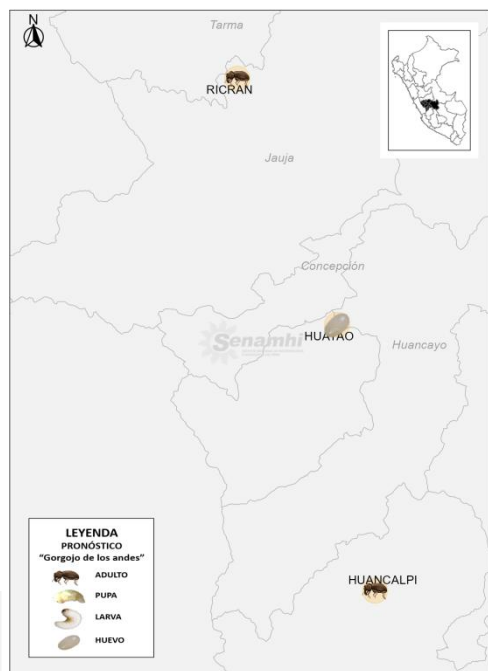 N
Tarma
RICRAN
Jauja
Concepción
HUAYAO
Senamhi
Huancayo
HUANCALPI
LEYENDA
PRONÓSTICO
“Gorgojo de los andes”
ADULTO
PUPA
LARVA
HUEVO